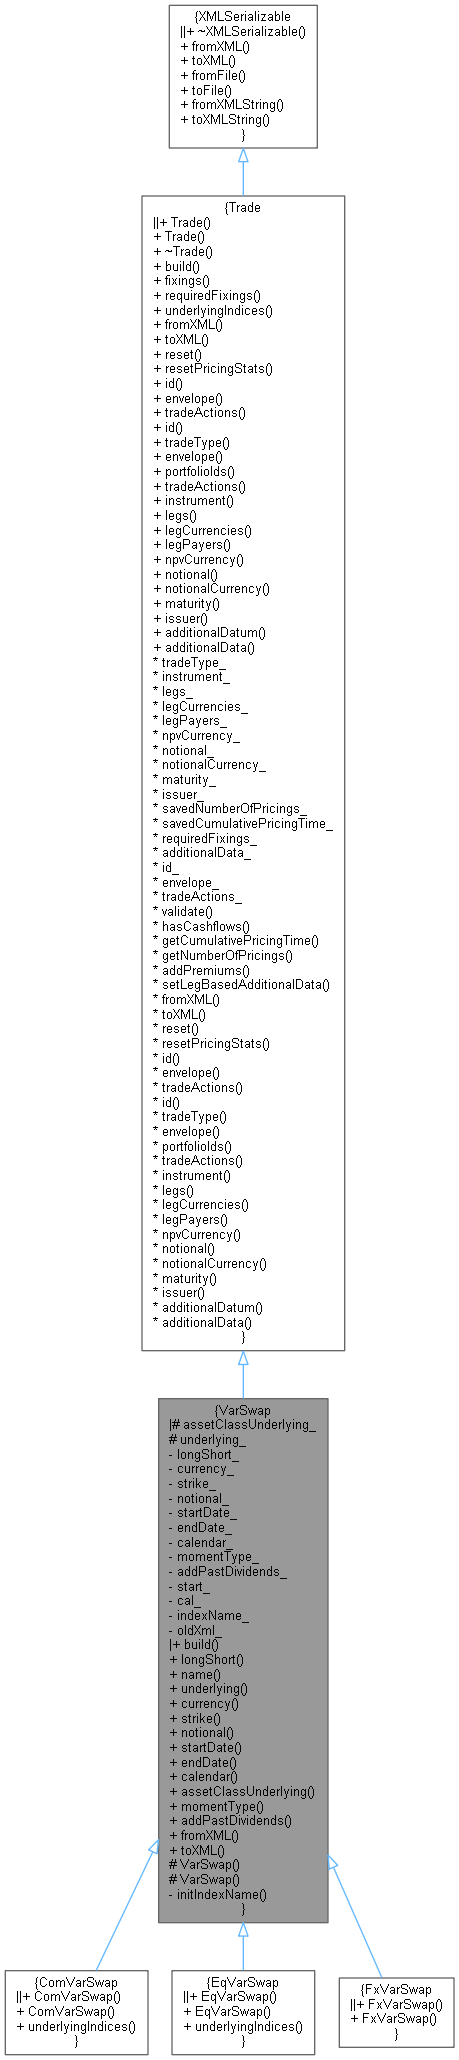 {XMLSerializable
||+ ~XMLSerializable()
+ fromXML()
+ toXML()
+ fromFile()
+ toFile()
+ fromXMLString()
+ toXMLString()
}
{Trade
||+ Trade()
+ Trade()
+ ~Trade()
+ build()
+ fixings()
+ requiredFixings()
+ underlyingIndices()
+ fromXML()
+ toXML()
+ reset()
+ resetPricingStats()
+ id()
+ envelope()
+ tradeActions()
+ id()
+ tradeType()
+ envelope()
+ portfolioIds()
+ tradeActions()
+ instrument()
+ legs()
+ legCurrencies()
+ legPayers()
+ npvCurrency()
+ notional()
+ notionalCurrency()
+ maturity()
+ issuer()
+ additionalDatum()
+ additionalData()
* tradeType_
* instrument_
* legs_
* legCurrencies_
* legPayers_
* npvCurrency_
* notional_
* notionalCurrency_
* maturity_
* issuer_
* savedNumberOfPricings_
* savedCumulativePricingTime_
* requiredFixings_
* additionalData_
* id_
* envelope_
* tradeActions_
* validate()
* hasCashflows()
* getCumulativePricingTime()
* getNumberOfPricings()
* addPremiums()
* setLegBasedAdditionalData()
* fromXML()
* toXML()
* reset()
* resetPricingStats()
* id()
* envelope()
* tradeActions()
* id()
* tradeType()
* envelope()
* portfolioIds()
* tradeActions()
* instrument()
* legs()
* legCurrencies()
* legPayers()
* npvCurrency()
* notional()
* notionalCurrency()
* maturity()
* issuer()
* additionalDatum()
* additionalData()
}
{VarSwap
|# assetClassUnderlying_
# underlying_
- longShort_
- currency_
- strike_
- notional_
- startDate_
- endDate_
- calendar_
- momentType_
- addPastDividends_
- start_
- cal_
- indexName_
- oldXml_
|+ build()
+ longShort()
+ name()
+ underlying()
+ currency()
+ strike()
+ notional()
+ startDate()
+ endDate()
+ calendar()
+ assetClassUnderlying()
+ momentType()
+ addPastDividends()
+ fromXML()
+ toXML()
# VarSwap()
# VarSwap()
- initIndexName()
}
{ComVarSwap
||+ ComVarSwap()
+ ComVarSwap()
+ underlyingIndices()
}
{EqVarSwap
||+ EqVarSwap()
+ EqVarSwap()
+ underlyingIndices()
}
{FxVarSwap
||+ FxVarSwap()
+ FxVarSwap()
}